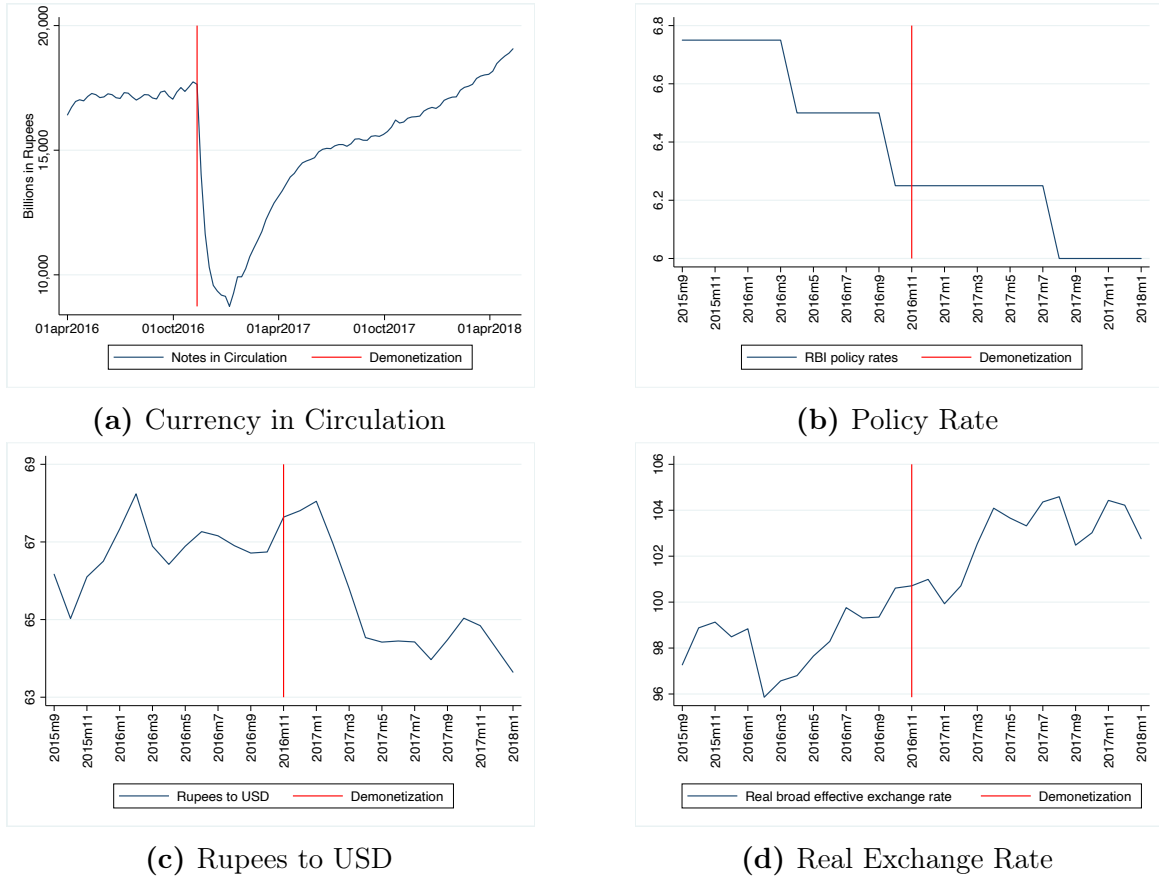 20,000
15,000
10,000
Billions in Rupees
01apr2016 01oct2016 01apr2017 01oct2017 01apr2018
Notes in Circulation Demonetization
(a) Currency in Circulation
6.8
6.6
6.4
6.2
6
2015m9 2015m11 2016m1 2016m3 2016m5 2016m7 2016m9 2016m11 2017m1 2017m3 2017m5 2017m7 2017m9 2017m11 2018m1
RBI policy rates Demonetization
(b) Policy Rate
69
67
65
63
2015m9 2015m11 2016m1 2016m3 2016m5 2016m7 2016m9 2016m11 2017m1 2017m3 2017m5 2017m7 2017m9 2017m11 2018m1
Rupees to USD Demonetization
(c) Rupees to USD
106
104
102
100
98
96
2015m9 2015m11 2016m1 2016m3 2016m5 2016m7 2016m9 2016m11 2017m1 2017m3 2017m5 2017m7 2017m9 2017m11 2018m1
Real broad effective exchange rate Demonetization
(d) Real Exchange Rate